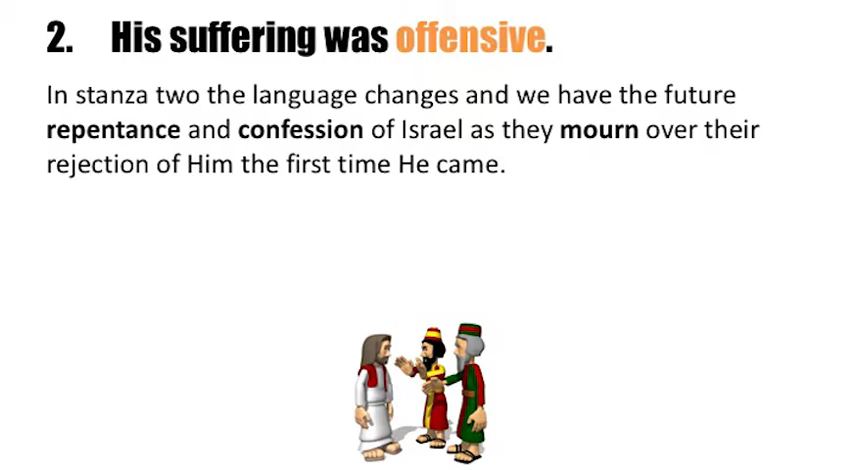 2. His suffering was offensive.
In stanza two the language changes and we have the future
repentance and confession of Israel as they mourn over their
rejection of Him the first time He came.